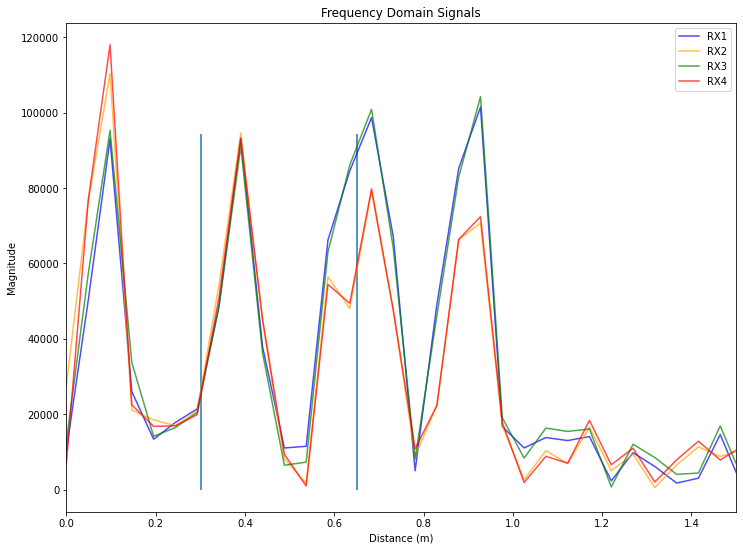 Frequency Domain Signals
RX1
RX2
RX3
RX4
120000
100000
80000
60000
40000
20000
0
Magnitude
0.0 0.2 0.4 0.6 0.8 1.0 1.2 1.4
Distance (m)